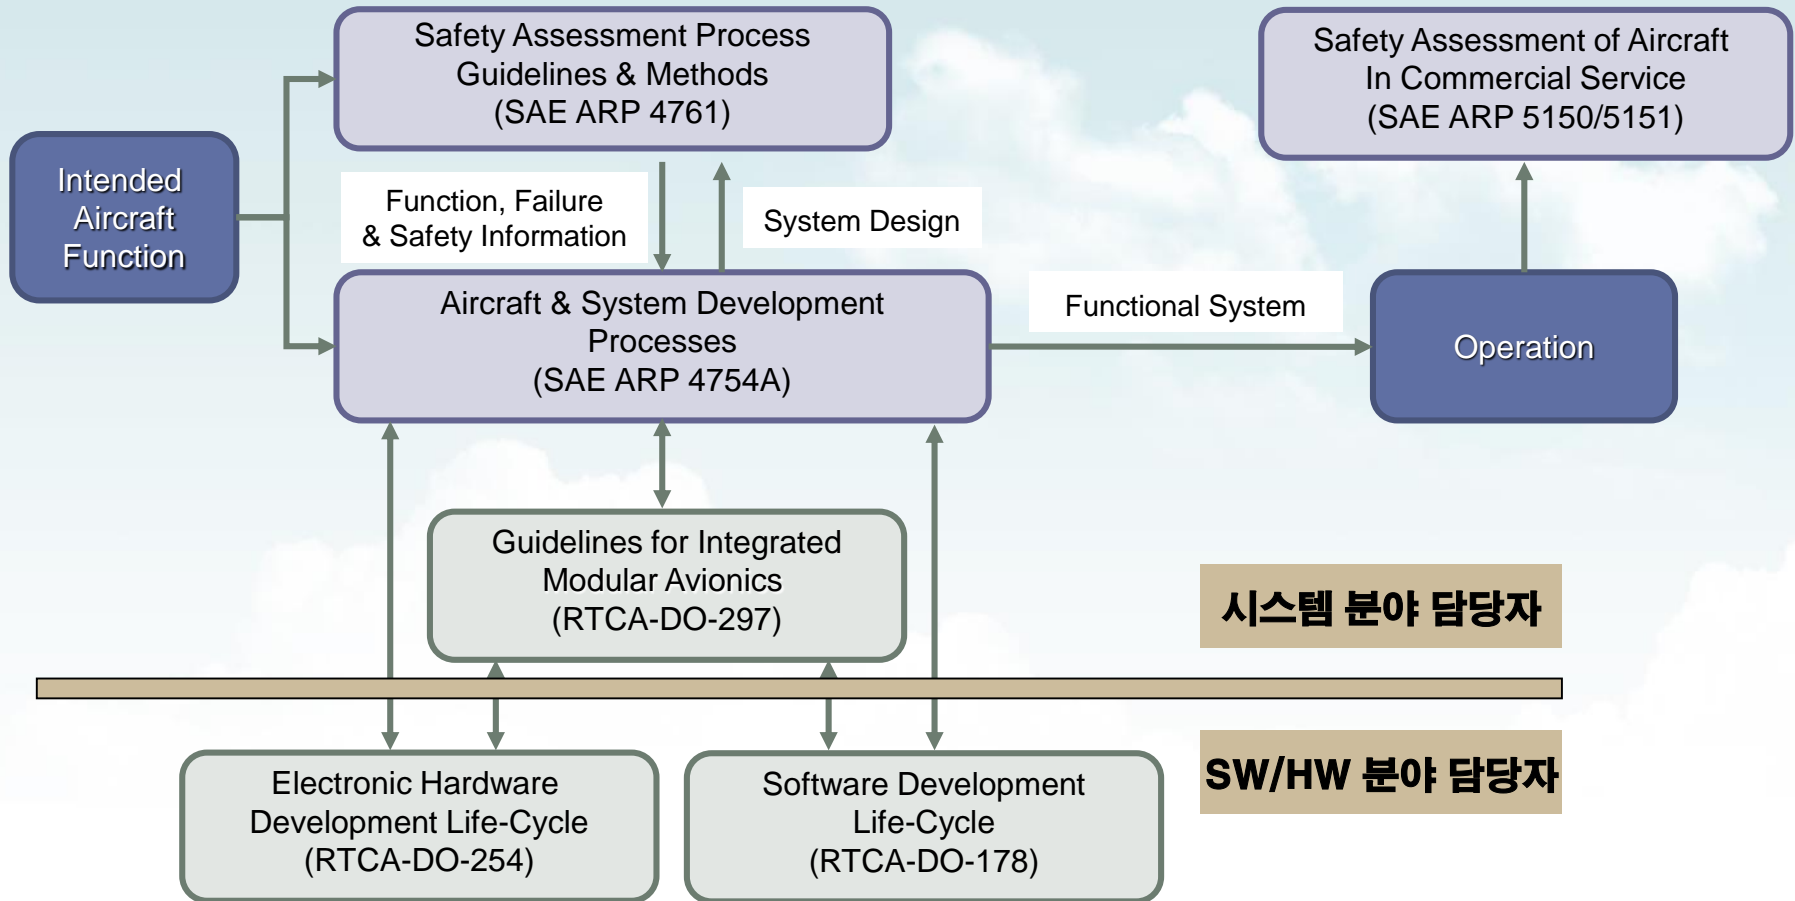 Safety Assessment Process
Guidelines & Methods
(SAE ARP 4761)
Safety Assessment of Aircraft
In Commercial Service
(SAE ARP 5150/5151)
Intended
Aircraft
Function
Function, Failure
& Safety Information
System Design
Aircraft & System Development
Processes
(SAE ARP 4754A)
Functional System
Operation
Guidelines for Integrated
Modular Avionics
(RTCA-DO-297)
시스템 분야 담당자
SW/HW 분야 담당자
Electronic Hardware
Development Life-Cycle
(RTCA-DO-254)
Software Development
Life-Cycle
(RTCA-DO-178)